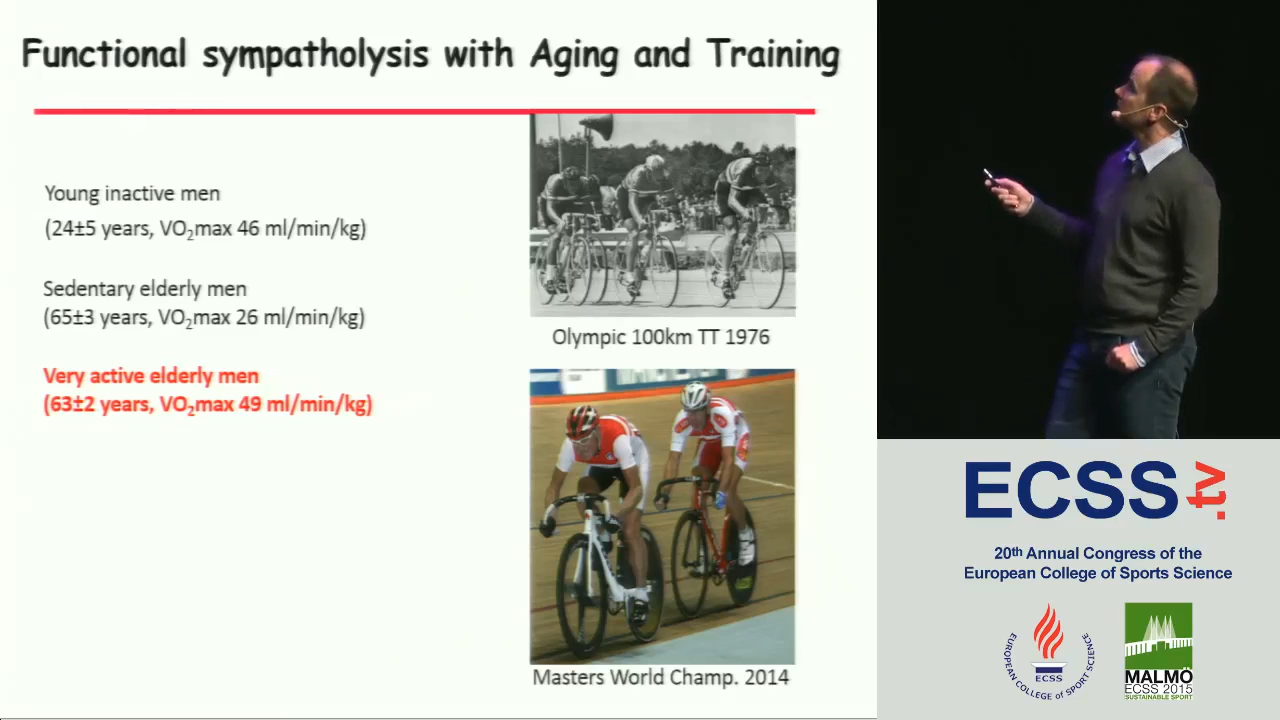 Functional sympatholysis with Aging and Training
Young inactive men
(24±5 years, VO2max 46 ml/min/kg)
Sedentary elderly men
(65±3 years, VO2max 26 ml/min/kg)
Very active elderly men
(63±2 years, VO2max 49 ml/min/kg)
Olympic 100km TT 1976
Masters World Champ. 2014
ECSS.tv
20th Annual Congress of the
European College of Sports Science
EUROPEAN COLLEGE OF SPORT SCIENCE
ECSS
MALMÖ
ECSS 2015
SUSTAINABLE SPORT